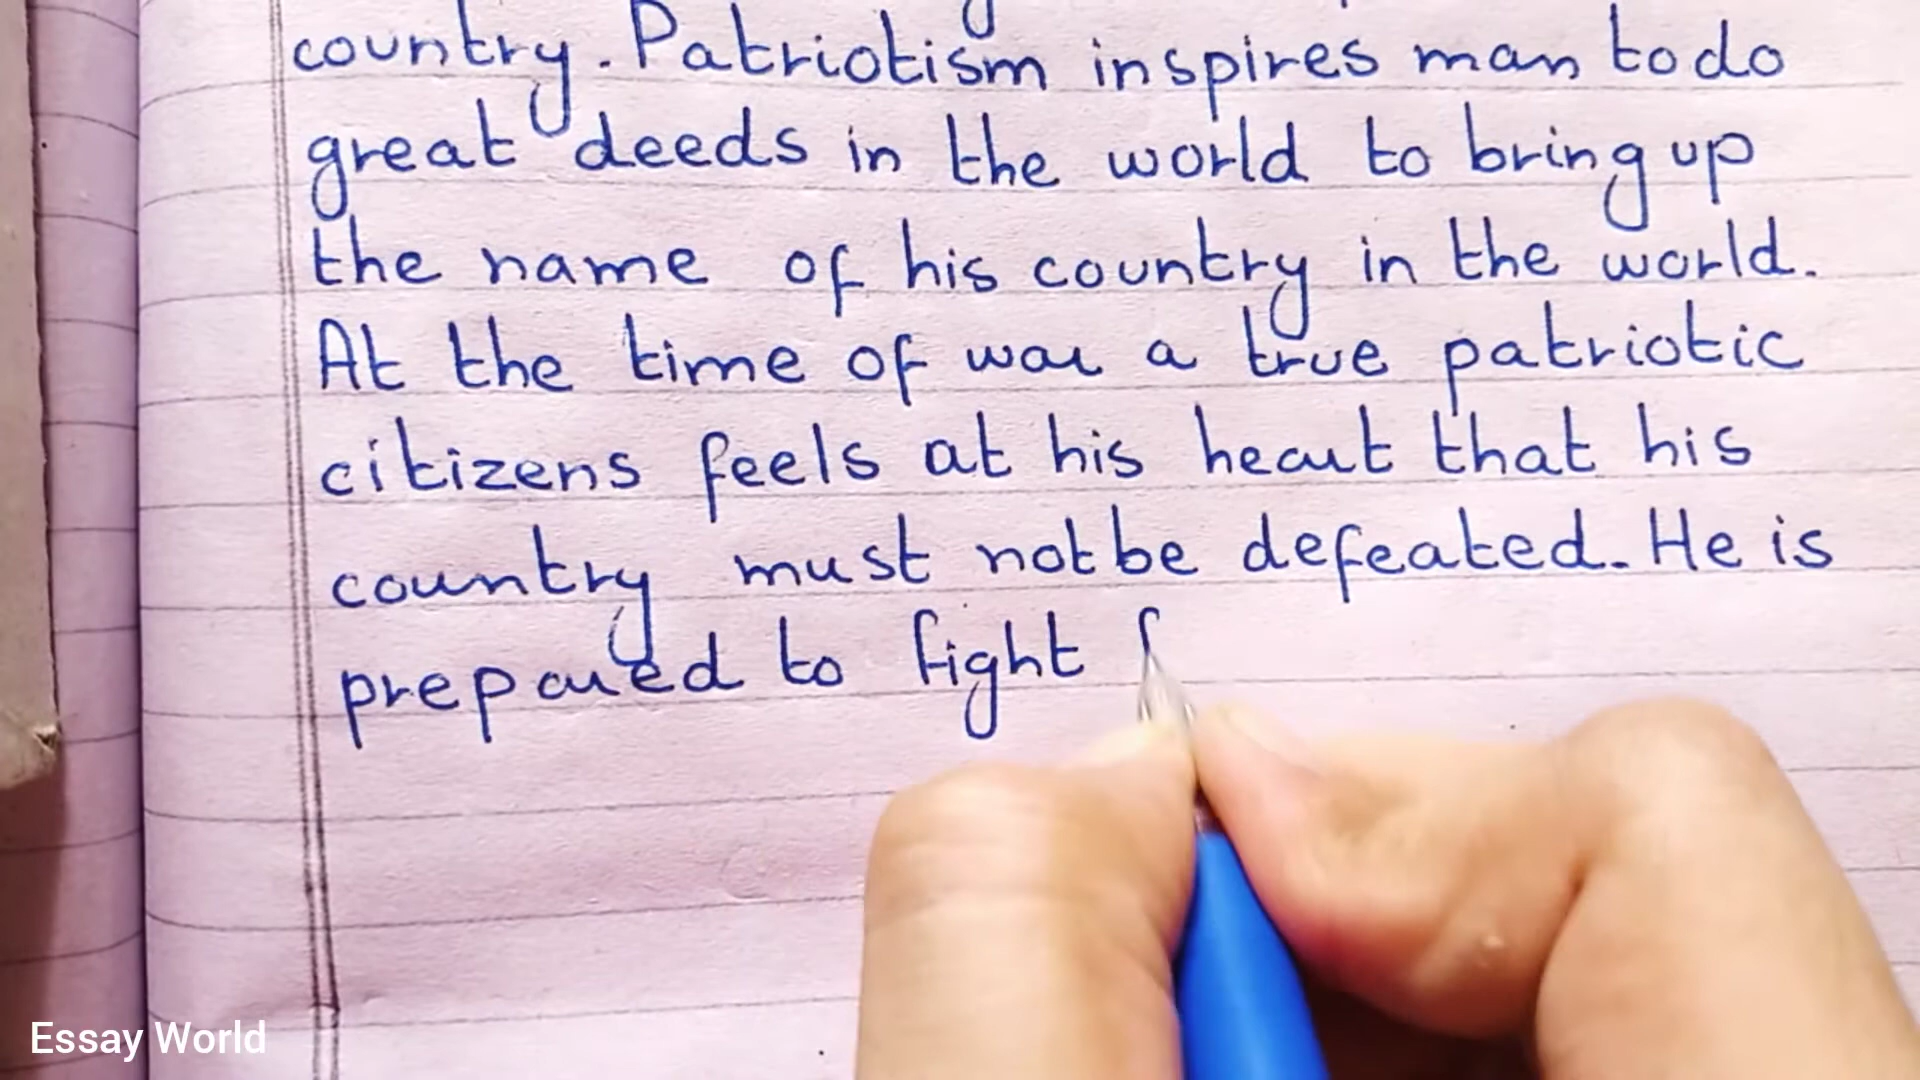 country. Patriotism inspires man to do
great deeds in the world to bring up
the name of his country in the world.
At the time of war a true patriotic
citizens feels at his heart that his
country must not be defeated. He is
prepared to fight f
Essay World